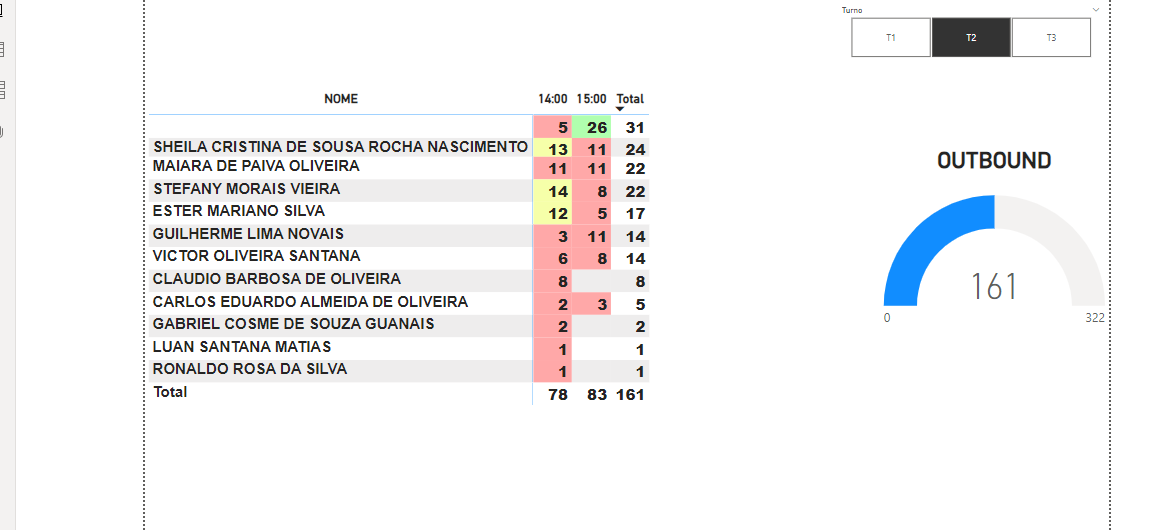 Turno
T1 T2 T3
NOME 14:00 15:00 Total
5 26 31
SHEILA CRISTINA DE SOUSA ROCHA NASCIMENTO 13 11 24
MAIARA DE PAIVA OLIVEIRA 11 11 22
STEFANY MORAIS VIEIRA 14 8 22
ESTER MARIANO SILVA 12 5 17
GUILHERME LIMA NOVAIS 3 11 14
VICTOR OLIVEIRA SANTANA 6 8 14
CLAUDIO BARBOSA DE OLIVEIRA 8 8
CARLOS EDUARDO ALMEIDA DE OLIVEIRA 2 3 5
GABRIEL COSME DE SOUZA GUANAIS 2 2
LUAN SANTANA MATIAS 1 1
RONALDO ROSA DA SILVA 1 1
Total 78 83 161
OUTBOUND
161
0 322